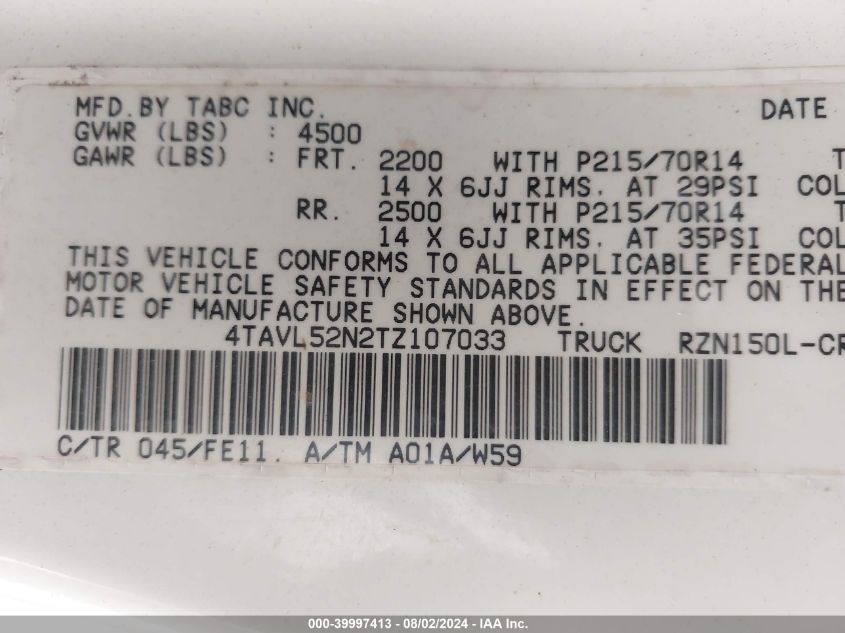 MFD.BY TABC INC. DATE
GVWR (LBS) : 4500
GAWR (LBS) : FRT. 2200 WITH P215/70R14 T
14 X 6JJ RIMS. AT 29PSI COL
RR. 2500 WITH P215/70R14 T
14 X 6JJ RIMS. AT 35PSI COL
THIS VEHICLE CONFORMS TO ALL APPLICABLE FEDERAL
MOTOR VEHICLE SAFETY STANDARDS IN EFFECT ON THE
DATE OF MANUFACTURE SHOWN ABOVE.
4TAVL52N2TZ107033 TRUCK RZN150L-CR
C/TR 045/FE11. A/TM A01A/W59
000-39997413 - 08/02/2024 - IAA Inc.